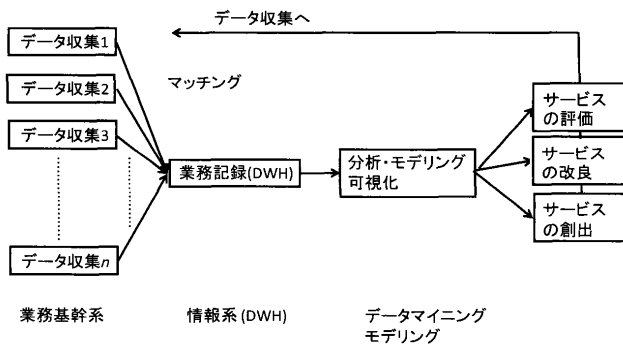 データ収集へ
データ収集1
データ収集2
データ収集3
データ収集n
マッチング
業務記録(DWH)
分析・モデリング
可視化
サービス
の評価
サービス
の改良
サービス
の創出
業務基幹系
情報系(DWH)
データマイニング
モデリング